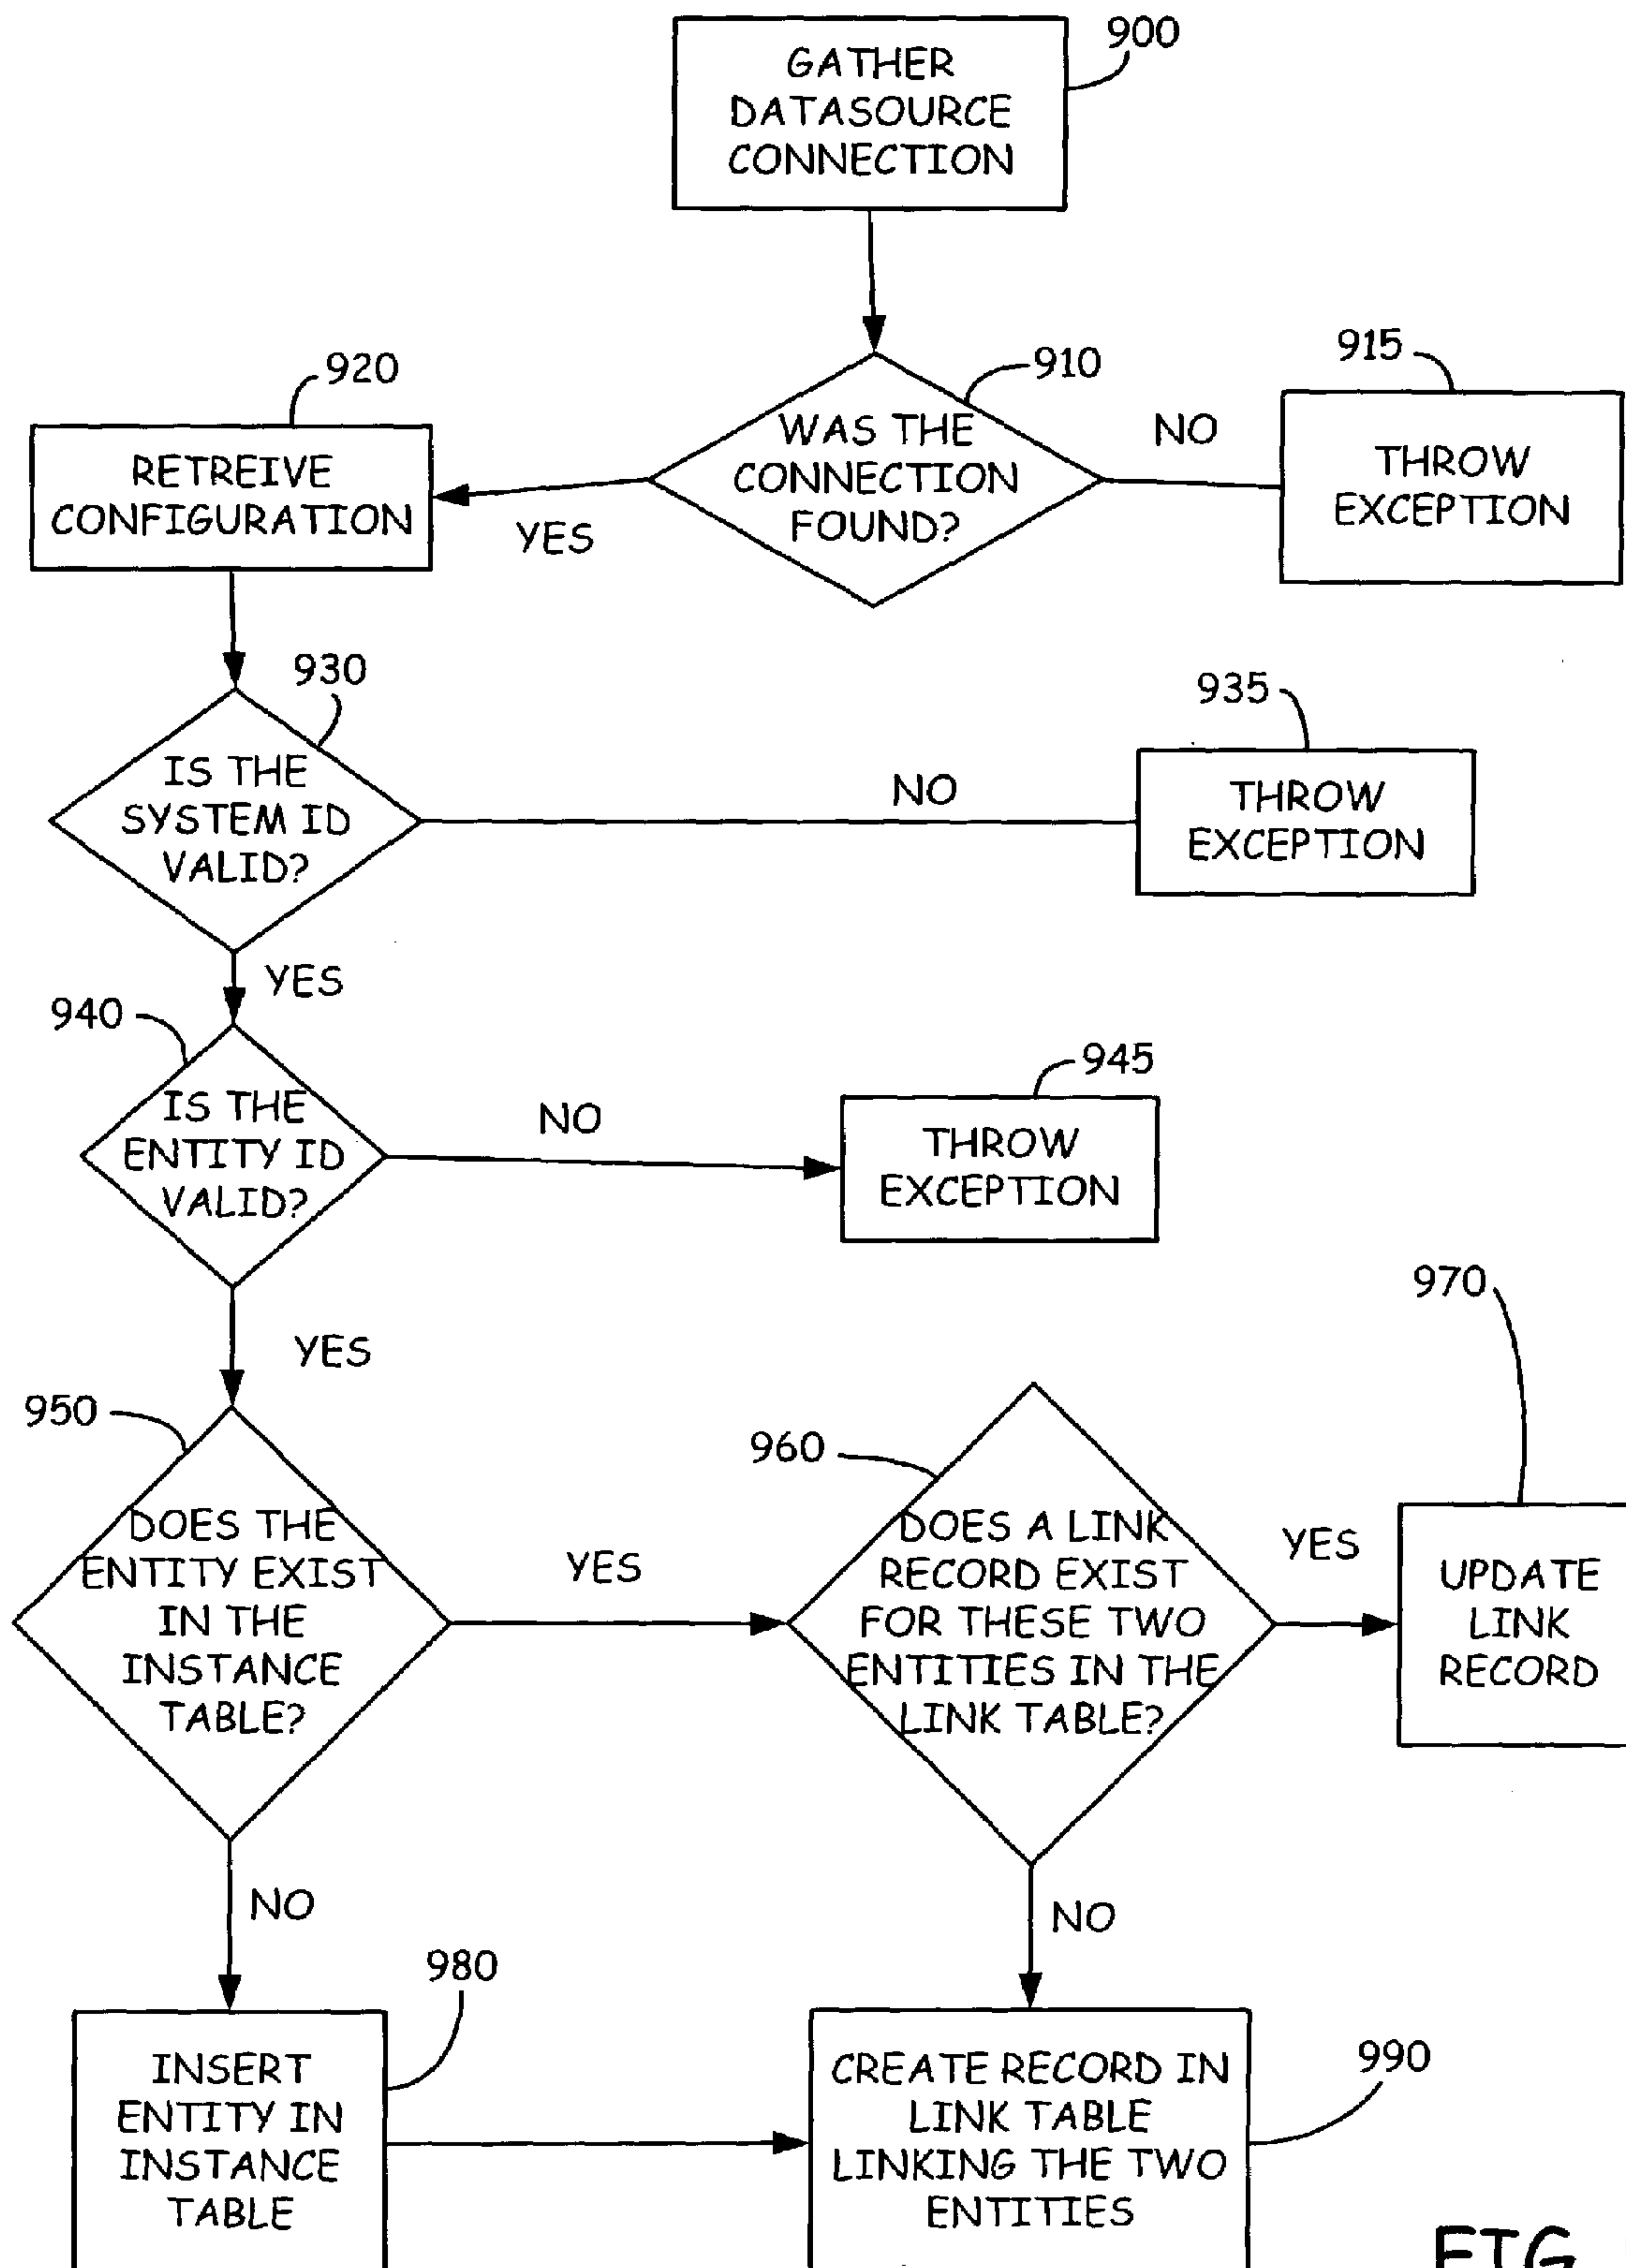 900
GATHER
DATASOURCE
CONNECTION
910
WAS THE
CONNECTION
FOUND?
NO
915
THROW
EXCEPTION
YES
920
RETREIVE
CONFIGURATION
930
IS THE
SYSTEM ID
VALID?
NO
935
THROW
EXCEPTION
YES
940
IS THE
ENTITY ID
VALID?
NO
945
THROW
EXCEPTION
YES
950
DOES THE
ENTITY EXIST
IN THE
INSTANCE
TABLE?
YES
960
DOES A LINK
RECORD EXIST
FOR THESE TWO
ENTITIES IN THE
LINK TABLE?
YES
970
UPDATE
LINK
RECORD
NO
NO
980
INSERT
ENTITY IN
INSTANCE
TABLE
990
CREATE RECORD IN
LINK TABLE
LINKING THE TWO
ENTITIES
FIG